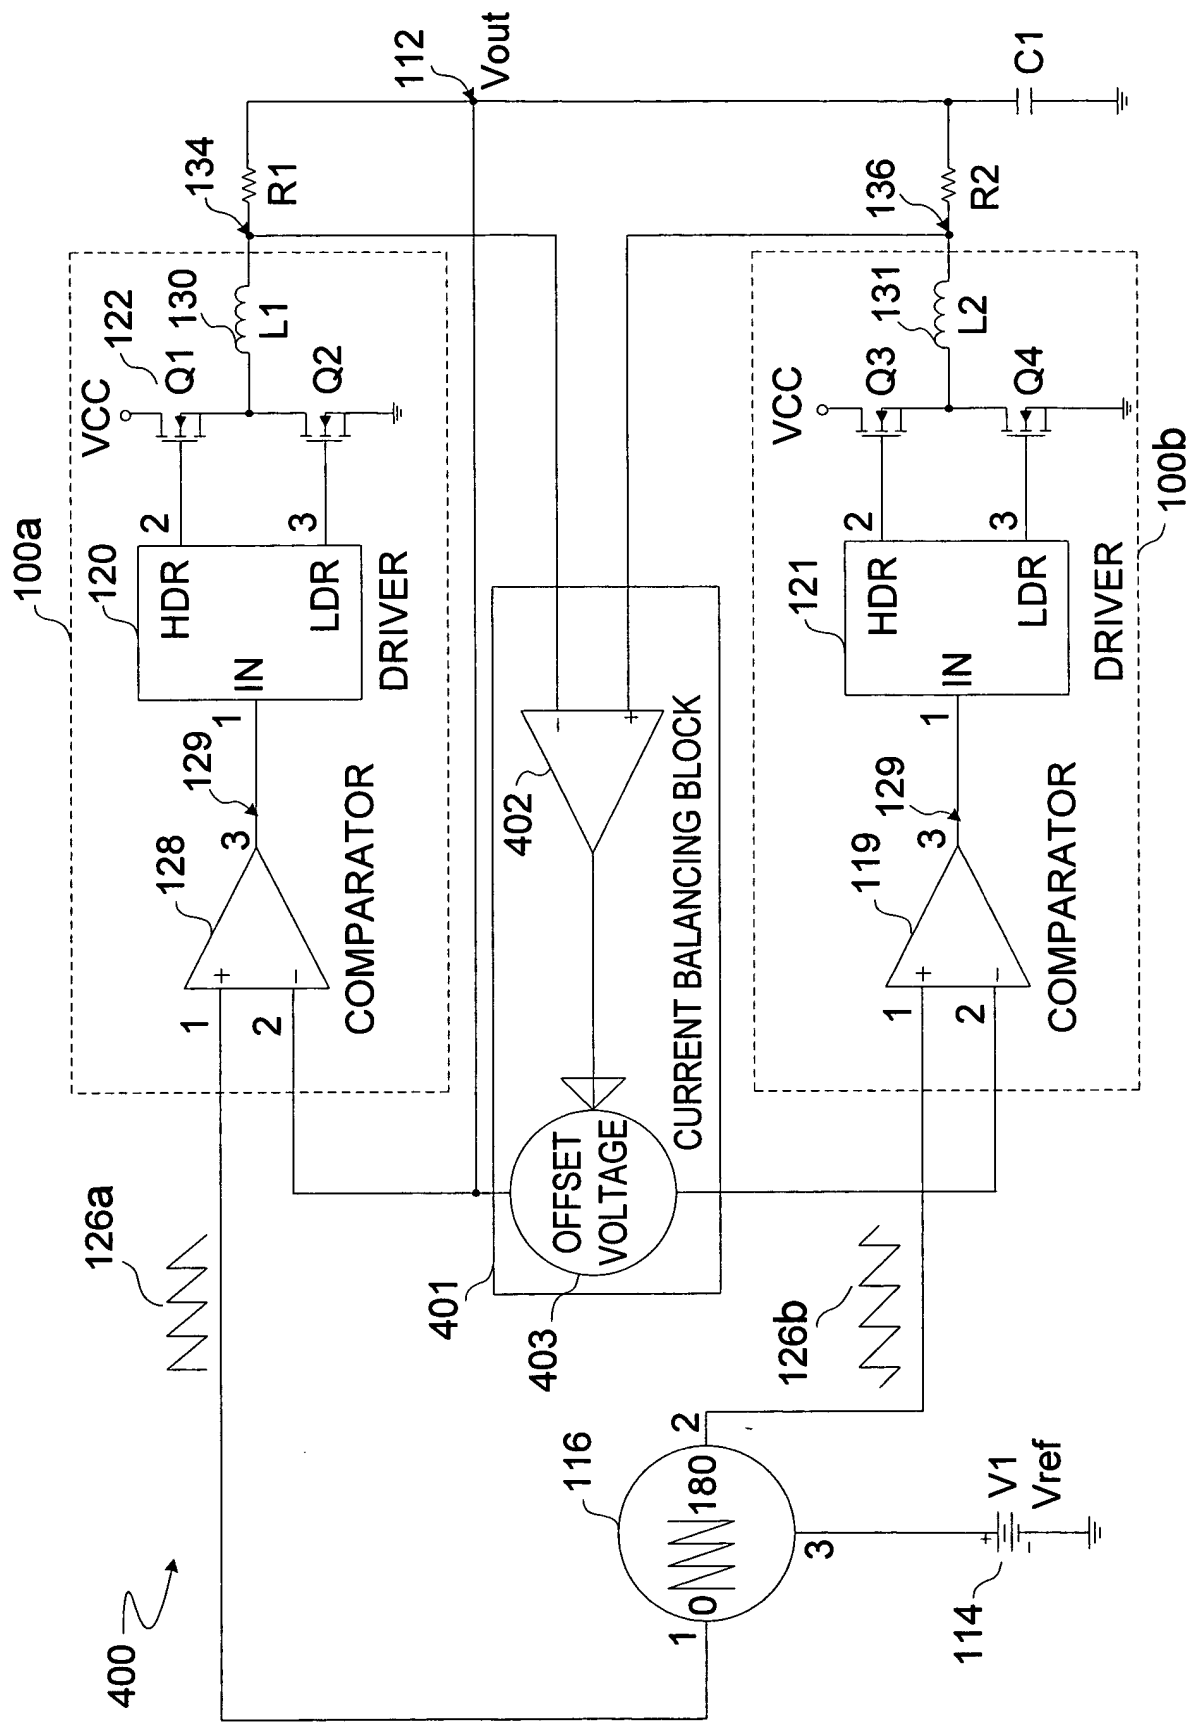 400
126a
100a
128
COMPARATOR
1
2
+
-
3
129
1
120
IN
HDR
LDR
DRIVER
2
3
VCC
122
Q1
Q2
130
L1
134
R1
112
Vout
401
403
OFFSET
VOLTAGE
402
-
+
CURRENT BALANCING BLOCK
116
1
0
180
2
3
114
+
-
V1
Vref
126b
119
COMPARATOR
1
2
+
-
3
129
1
121
IN
HDR
LDR
DRIVER
2
3
100b
VCC
Q3
Q4
131
L2
136
R2
C1